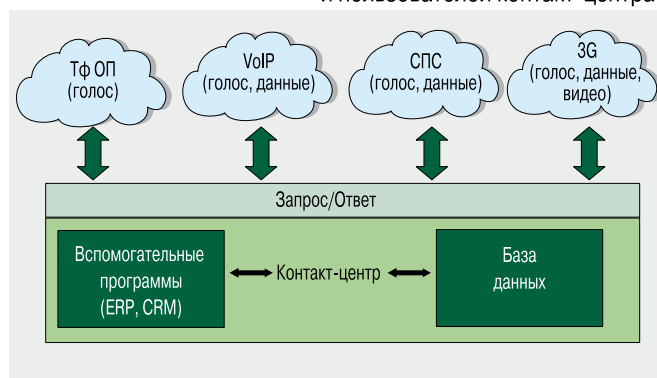 и пользователей контакт-центра
Тф ОП
(голос)
VoIP
(голос, данные)
СПС
(голос, данные)
3G
(голос, данные,
видео)
Запрос/Ответ
Вспомогательные
программы
(ERP, CRM)
Контакт-центр
База
данных